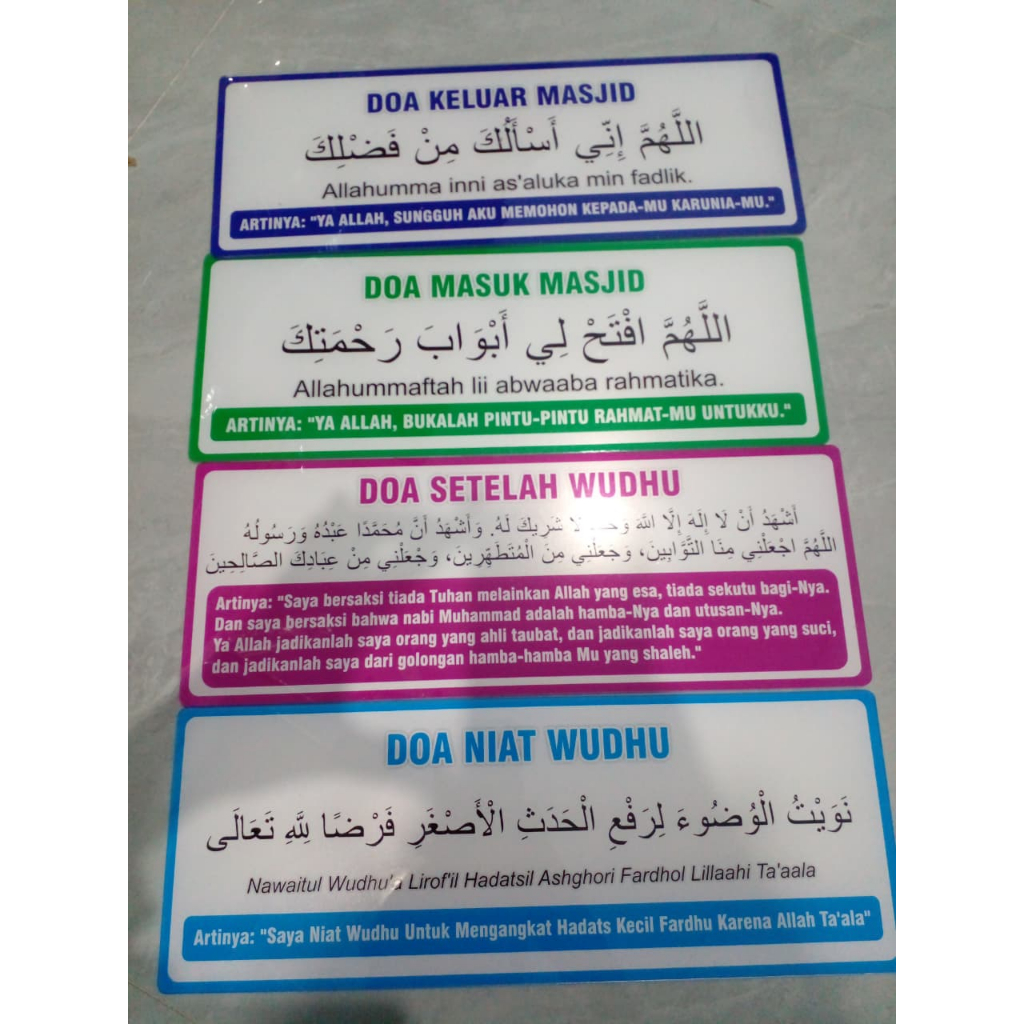 DOA KELUAR MASJID
اللَّهُمَّ إِنِّي أَسْأَلُكَ مِنْ فَضْلِكَ
Allahumma inni as'aluka min fadlik.
ARTINYA: "YA ALLAH, SUNGGUH AKU MEMOHON KEPADA-MU KARUNIA-MU."
DOA MASUK MASJID
اللَّهُمَّ افْتَحْ لِي أَبْوَابَ رَحْمَتِكَ
Allahummaftah lii abwaaba rahmatika.
ARTINYA: "YA ALLAH, BUKALAH PINTU-PINTU RAHMAT-MU UNTUKKU."
DOA SETELAH WUDHU
أَشْهَدُ أَنْ لَا إِلَهَ إِلَّا اللَّهَ لَا شَرِيكَ لَهُ. وَأَشْهَدُ أَنَّ مُحَمَّدًا عَبْدُهُ وَرَسُولُهُ
اللَّهُمَّ اجْعَلْنِي مِنَا التَّوَّابِينَ، وَجَعَلْنِي مِنَ الْمُتَطَهِّرِينَ، وَجْعَلْنِي مِنْ عِبَادِكَ الصَّالِحِينَ
Artinya: "Saya bersaksi tiada Tuhan melainkan Allah yang esa, tiada sekutu bagi-Nya.
Dan saya bersaksi bahwa nabi Muhammad adalah hamba-Nya dan utusan-Nya.
Ya Allah jadikanlah saya orang yang ahli taubat, dan jadikanlah saya orang yang suci,
dan jadikanlah saya dari golongan hamba-hamba Mu yang shaleh."
DOA NIAT WUDHU
نَوَيْتُ الْوُضُوءَ لِرَفْعِ الْحَدَثِ الْأَصْغَرِ فَرْضًا لِلَّهِ تَعَالَى
Nawaitul Wudhu'a Lirof'il Hadatsil Ashghori Fardhol Lillaahi Ta'aala
Artinya: "Saya Niat Wudhu Untuk Mengangkat Hadats Kecil Fardhu Karena Allah Ta'ala"